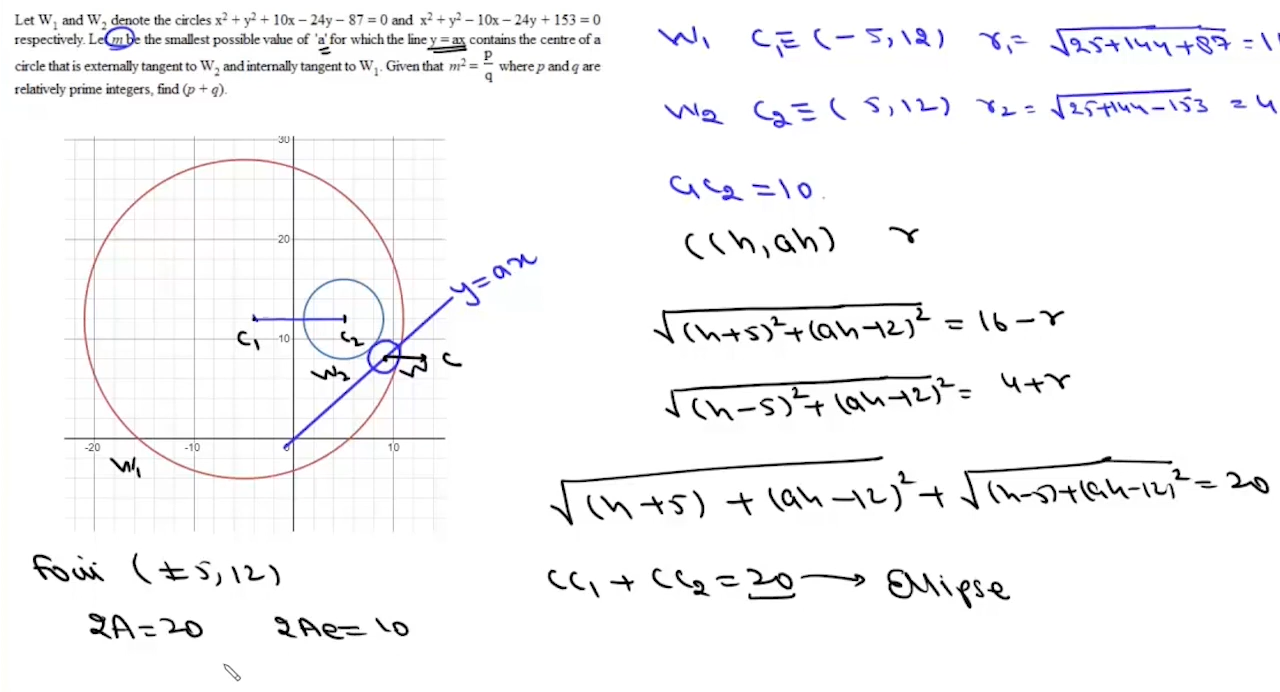 Let W₁ and W₂ denote the circles x² + y² + 10x – 24y – 87 = 0 and x² + y² – 10x – 24y + 153 = 0
respectively. Let m be the smallest possible value of 'a' for which the line y = ax contains the centre of a
circle that is externally tangent to W₂ and internally tangent to W₁. Given that m² = p/q where p and q are
relatively prime integers, find (p + q).
W₁ C₁≡ (-5,12) r₁= √25+144+87 = 1
W₂ C₂≡ (5,12) r₂= √25+144-153 = 4
C₁C₂ = 10.
C(h,ah) r
√(h+5)²+(ah-12)² = 16-r
√(h-5)²+(ah-12)² = 4+r
√(h+5)+(ah-12)² + √(h-5)+(ah-12)² = 20
CC₁ + CC₂ = 20 → Ellipse
30
20
10
-20 -10 0 10
y=ax
C₁ C₂
W₂ W C
W₁
Foci (±5,12)
2A=20 2Ae=10